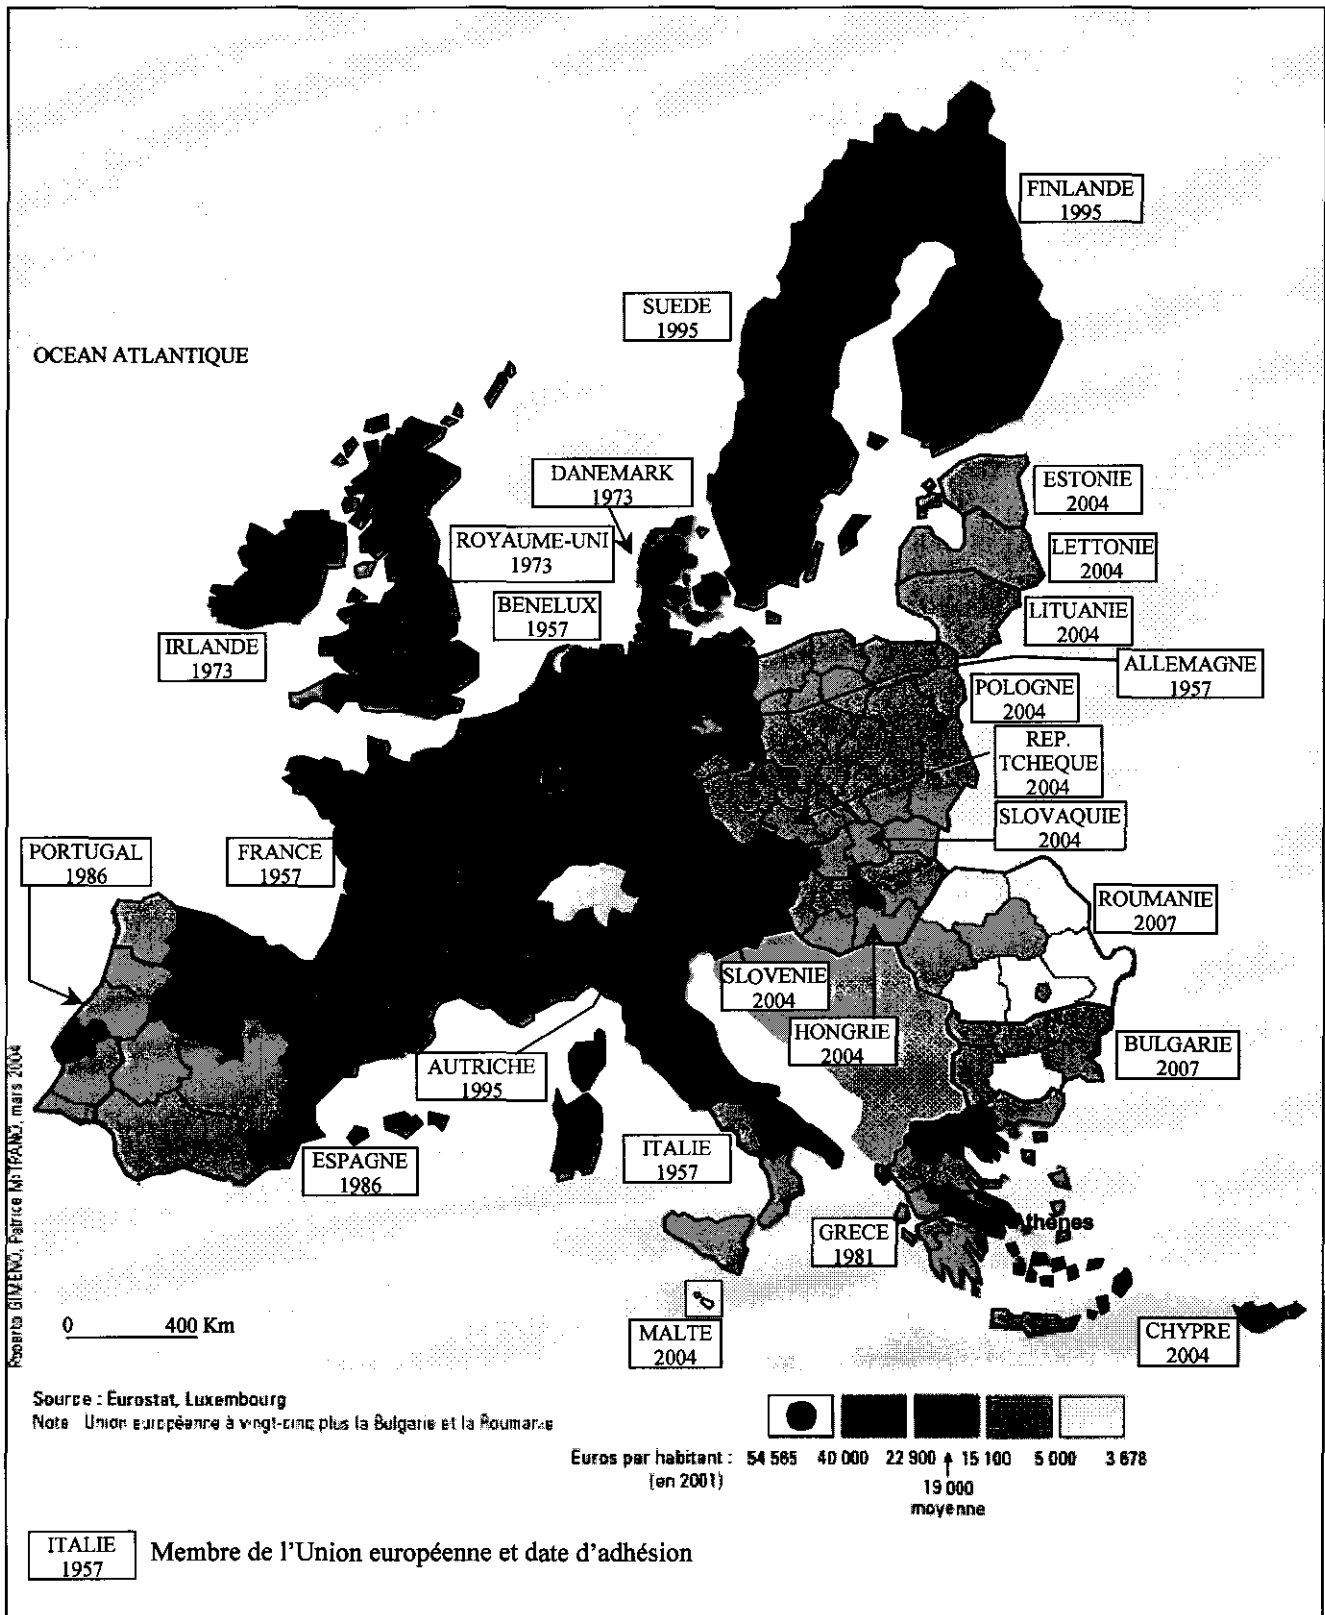 FINLANDE
1995
SUEDE
1995
OCEAN ATLANTIQUE
DANEMARK
1973
ESTONIE
2004
ROYAUME-UNI
1973
LETTONIE
2004
BENELUX
1957
LITUANIE
2004
IRLANDE
1973
ALLEMAGNE
1957
POLOGNE
2004
REP.
TCHEQUE
2004
SLOVAQUIE
2004
PORTUGAL
1986
FRANCE
1957
ROUMANIE
2007
SLOVENIE
2004
HONGRIE
2004
BULGARIE
2007
AUTRICHE
1995
ESPAGNE
1986
ITALIE
1957
GRECE
1981
Athènes
MALTE
2004
CHYPRE
2004
0 400 Km
Roberto GIMENO, Patrice MITRANO, mars 2004
Source : Eurostat, Luxembourg
Note Union européenne à vingt-cinq plus la Bulgarie et la Roumanie
Euros par habitant : 54 565 40 000 22 900 15 100 5 000 3 678
(en 2001)
19 000
moyenne
ITALIE
1957
Membre de l'Union européenne et date d'adhésion